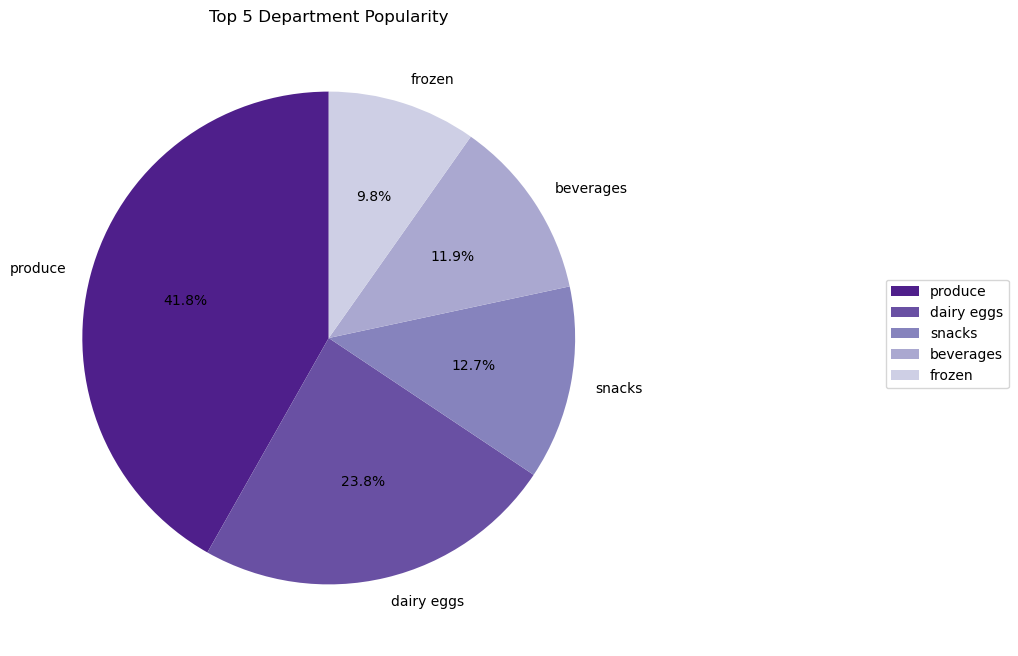 Top 5 Department Popularity
frozen
9.8%
beverages
11.9%
produce
41.8%
12.7%
snacks
23.8%
dairy eggs
produce
dairy eggs
snacks
beverages
frozen